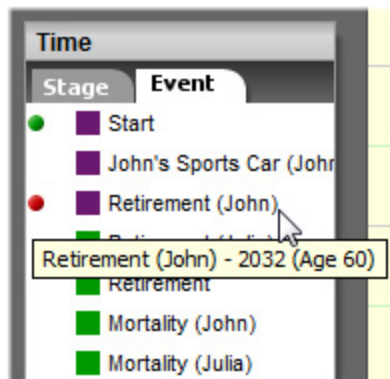 Time
Stage Event
Start
John's Sports Car (John
Retirement (John)
Retirement (John) - 2032 (Age 60)
Retirement
Mortality (John)
Mortality (Julia)